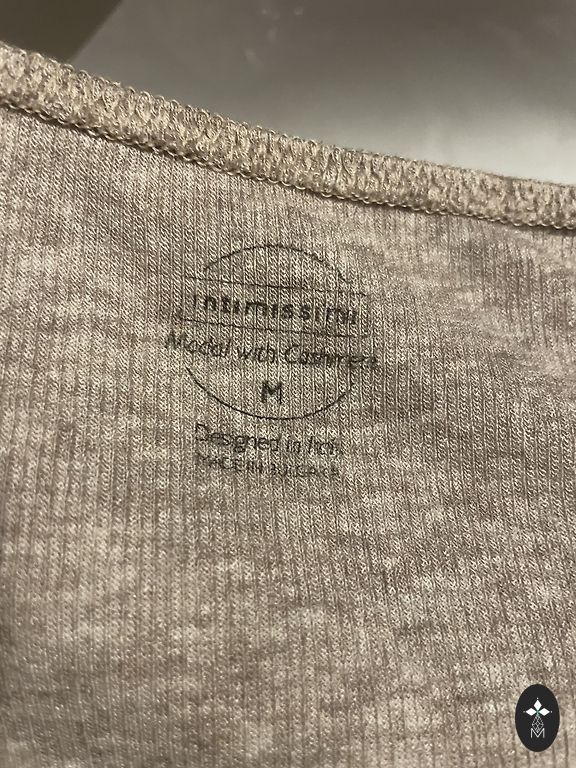 intimissimi
Modal with Cashmere
M
Designed in Italy
MADE IN BULGARIA
M